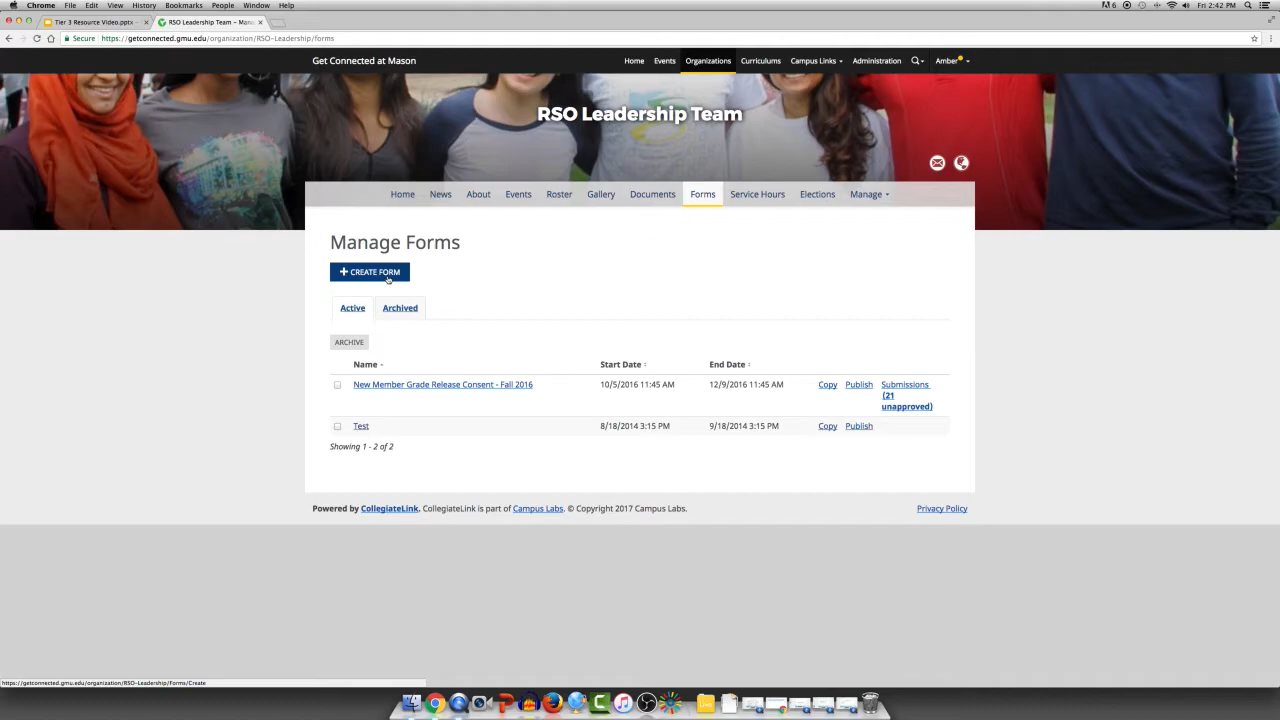 Chrome File Edit View History Bookmarks People Window Help
6 Fri 2:42 PM
Tier 3 Resource Video.pptx - RSO Leadership Team – Mana
Secure https://getconnected.gmu.edu/organization/RSO-Leadership/forms
Get Connected at Mason Home Events Organizations Curriculums Campus Links Administration Amber
RSO Leadership Team
Home News About Events Roster Gallery Documents Forms Service Hours Elections Manage
Manage Forms
+ CREATE FORM
Active Archived
ARCHIVE
Name Start Date End Date
New Member Grade Release Consent - Fall 2016 10/5/2016 11:45 AM 12/9/2016 11:45 AM Copy Publish Submissions
(21
unapproved)
Test 8/18/2014 3:15 PM 9/18/2014 3:15 PM Copy Publish
Showing 1 - 2 of 2
Powered by CollegiateLink. CollegiateLink is part of Campus Labs. © Copyright 2017 Campus Labs. Privacy Policy
https://getconnected.gmu.edu/organization/RSO-Leadership/Forms/Create